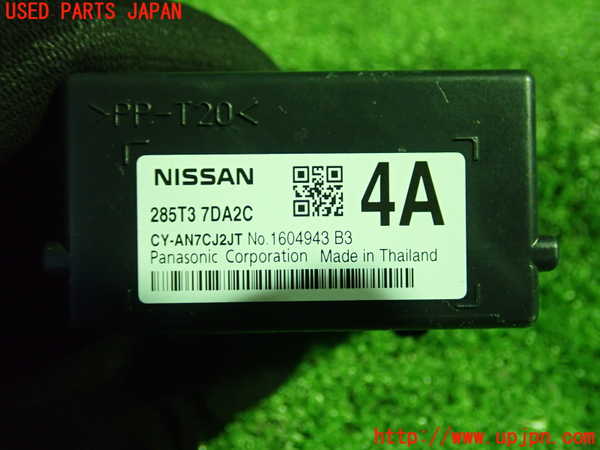 USED PARTS JAPAN
>PP-T20<
NISSAN
4A
285T3 7DA2C
CY-AN7CJ2JT No.1604943 B3
Panasonic Corporation Made in Thailand
http://www.upjpn.com/